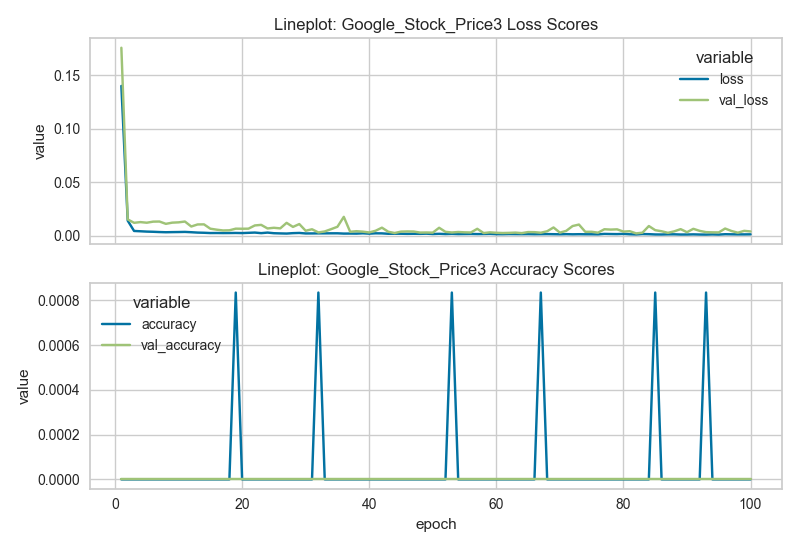 Lineplot: Google_Stock_Price3 Loss Scores
value
0.15
0.10
0.05
0.00
variable
loss
val_loss
Lineplot: Google_Stock_Price3 Accuracy Scores
value
0.0008
0.0006
0.0004
0.0002
0.0000
variable
accuracy
val_accuracy
0 20 40 60 80 100
epoch